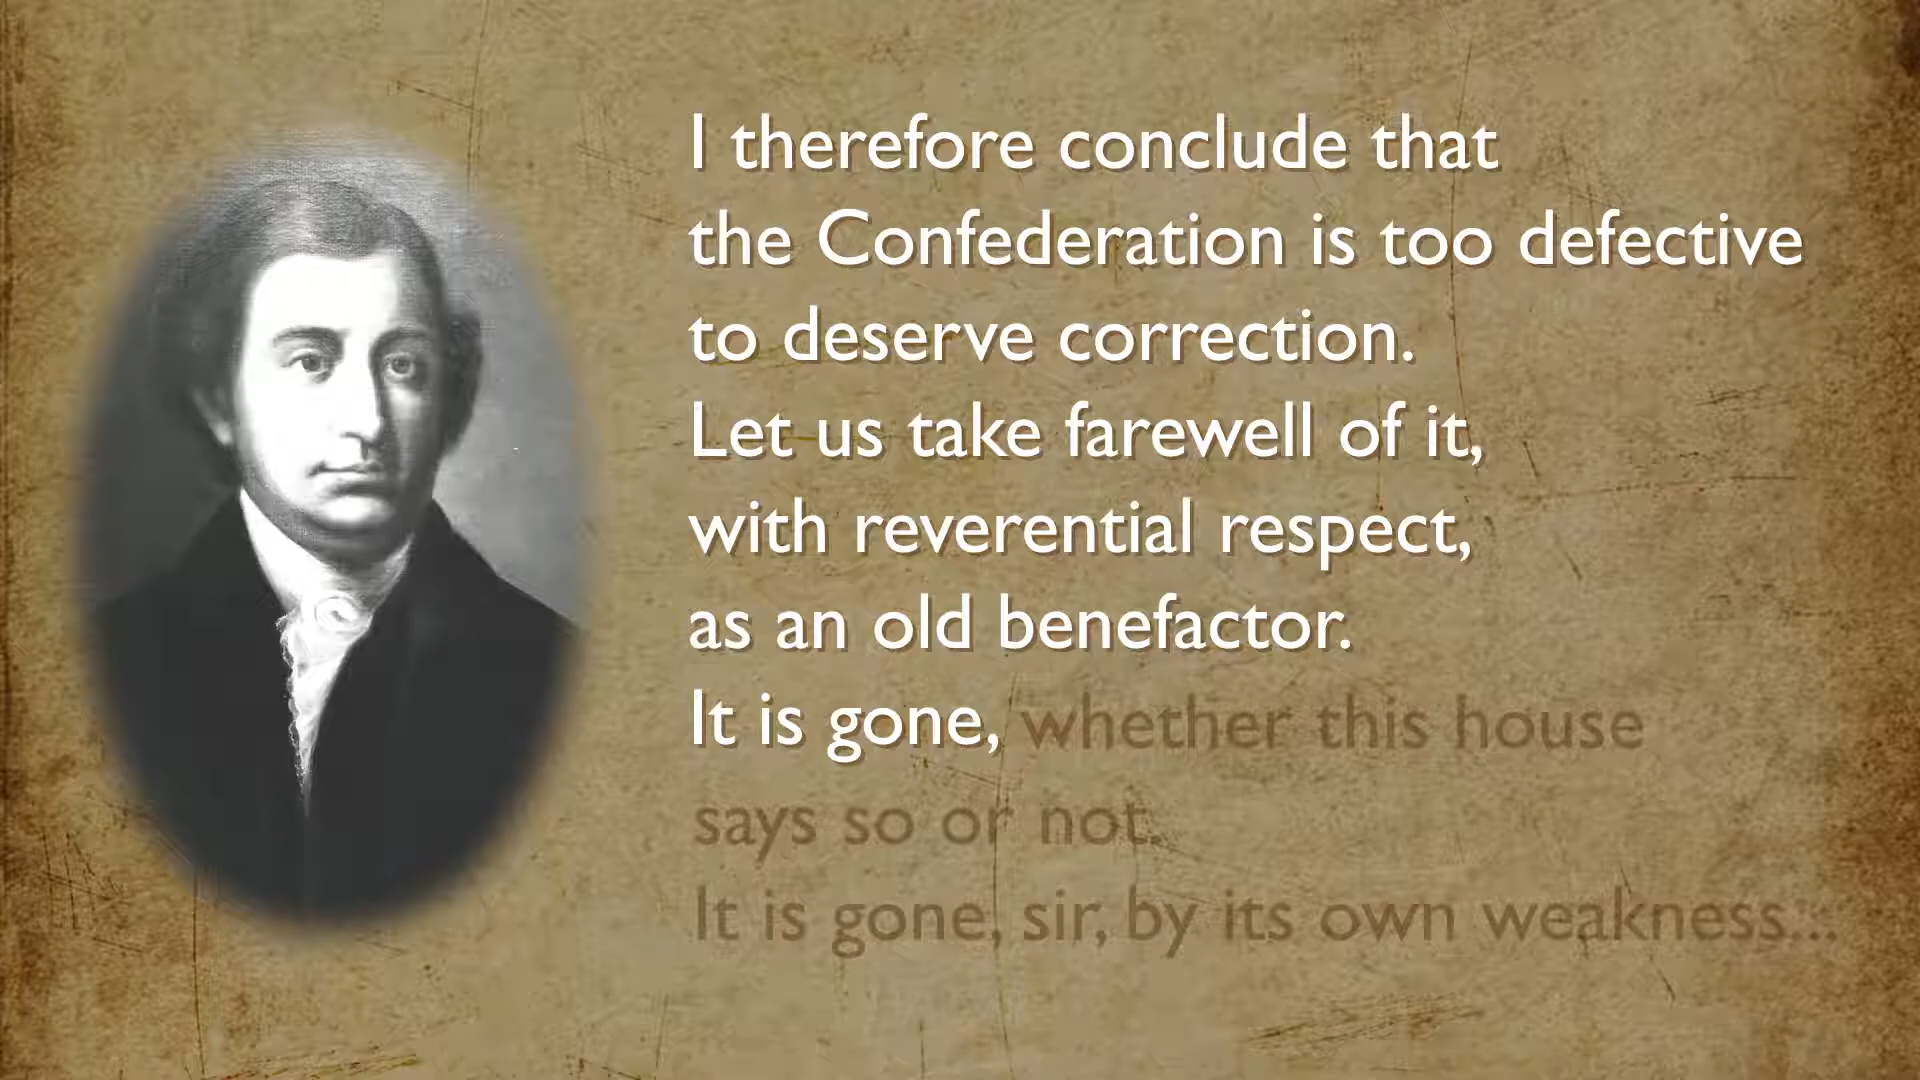 I therefore conclude that
the Confederation is too defective
to deserve correction.
Let us take farewell of it,
with reverential respect,
as an old benefactor.
It is gone, whether this house
says so or not.
It is gone, sir, by its own weakness...